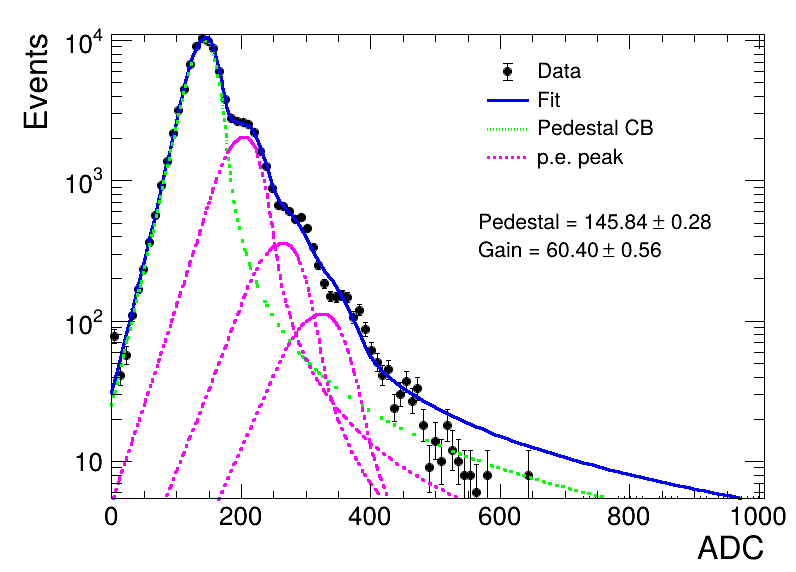 Events
10^4
10^3
10^2
10
Data
Fit
Pedestal CB
p.e. peak
Pedestal = 145.84 ± 0.28
Gain = 60.40 ± 0.56
0 200 400 600 800 1000
ADC